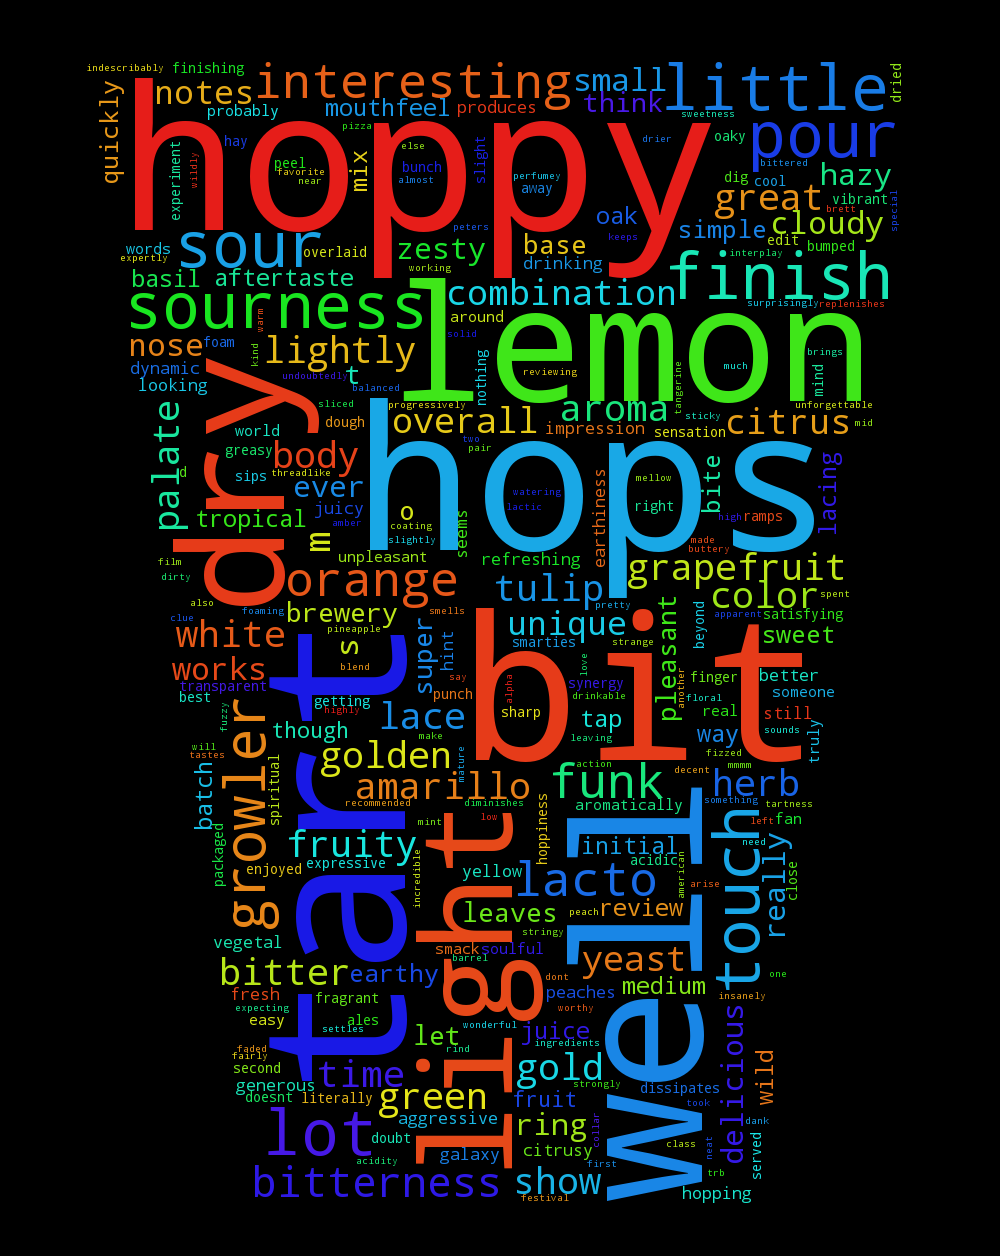 indescribably
finishing
interesting
small
little
dried
quickly
notes
probably
mouthfeel
produces
think
sweetness
hoppy
pour
hay
pizza
else
drier
oaky
bittered
experiment
wildly
peel
favorite
near
mix
bunch
almost
slight
perfumey
away
dig
cool
hazy
great
vibrant
brett
special
oak
peters
keeps
simple
cloudy
edit
bumped
words
expertly
sour
overlaid
zesty
working
base
drinking
interplay
basil
aftertaste
finish
combination
surprisingly
replenishes
sourness
lemon
warm
around
solid
nose
foam
kind
lightly
dynamic
looking
undoubtedly
t
balanced
nothing
reviewing
tangerine
much
brings
mind
unforgettable
dry
palate
sliced
dough
progressively
overall
aroma
impression
sticky
sensation
citrus
mid
world
greasy
d
body
threadlike
sips
two
pair
hops
ever
juicy
amber
watering
lactic
mellow
right
bite
high
ramps
lacing
earthiness
tropical
m
o
coating
slightly
seems
unpleasant
refreshing
made
buttery
film
dirty
orange
grapefruit
tulip
pretty
color
spent
also
clue
foaming
brewery
smells
unique
smarties
strange
pleasant
beyond
apparent
satisfying
sweet
white
pineapple
s
super
hint
bit
works
blend
say
alpha
synergy
love
drinkable
another
finger
floral
real
better
someone
transparent
best
getting
highly
punch
sharp
still
sounds
fuzzy
lace
tap
leaving
way
truly
though
make
fizzed
mmmm
will
tastes
growler
tart
golden
mature
action
decent
herb
batch
spiritual
amarillo
funk
something
recommended
diminishes
aromatically
tartness
mint
low
left
fan
packaged
fruity
expressive
hoppiness
initial
acidic
need
touch
really
close
enjoyed
incredible
light
yellow
lacto
american
arise
well
leaves
peach
review
stringy
vegetal
smack
soulful
barrel
bitter
earthy
dont
yeast
one
fresh
fragrant
peaches
medium
insanely
expecting
worthy
easy
ales
settles
wonderful
juice
delicious
faded
fairly
let
rind
ingredients
second
time
gold
strongly
wild
generous
doesnt
literally
green
fruit
dissipates
took
lot
aggressive
ring
collar
dank
doubt
citrusy
class
neat
served
acidity
galaxy
first
trb
bitterness
show
festival
hopping